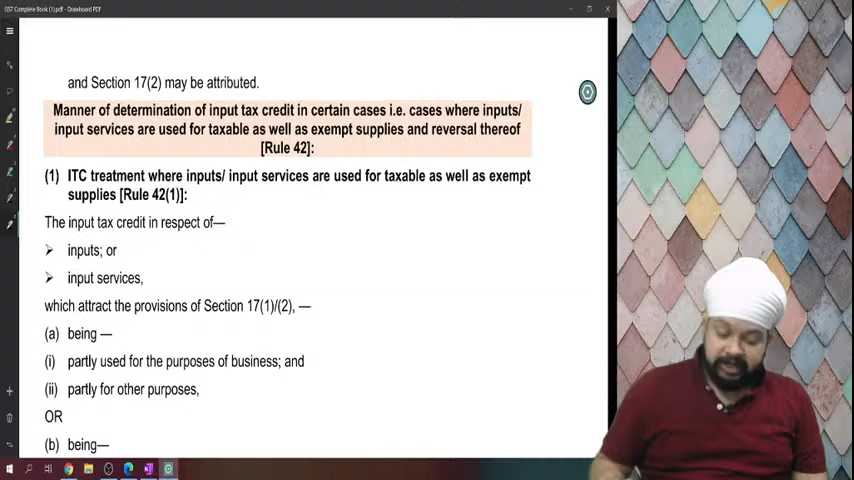 GST Complete Book (1).pdf - Drawboard PDF
and Section 17(2) may be attributed.
Manner of determination of input tax credit in certain cases i.e. cases where inputs/
input services are used for taxable as well as exempt supplies and reversal thereof
[Rule 42]:
(1) ITC treatment where inputs/ input services are used for taxable as well as exempt
supplies [Rule 42(1)]:
The input tax credit in respect of—
➢ inputs; or
➢ input services,
which attract the provisions of Section 17(1)/(2), —
(a) being —
(i) partly used for the purposes of business; and
(ii) partly for other purposes,
OR
(b) being—